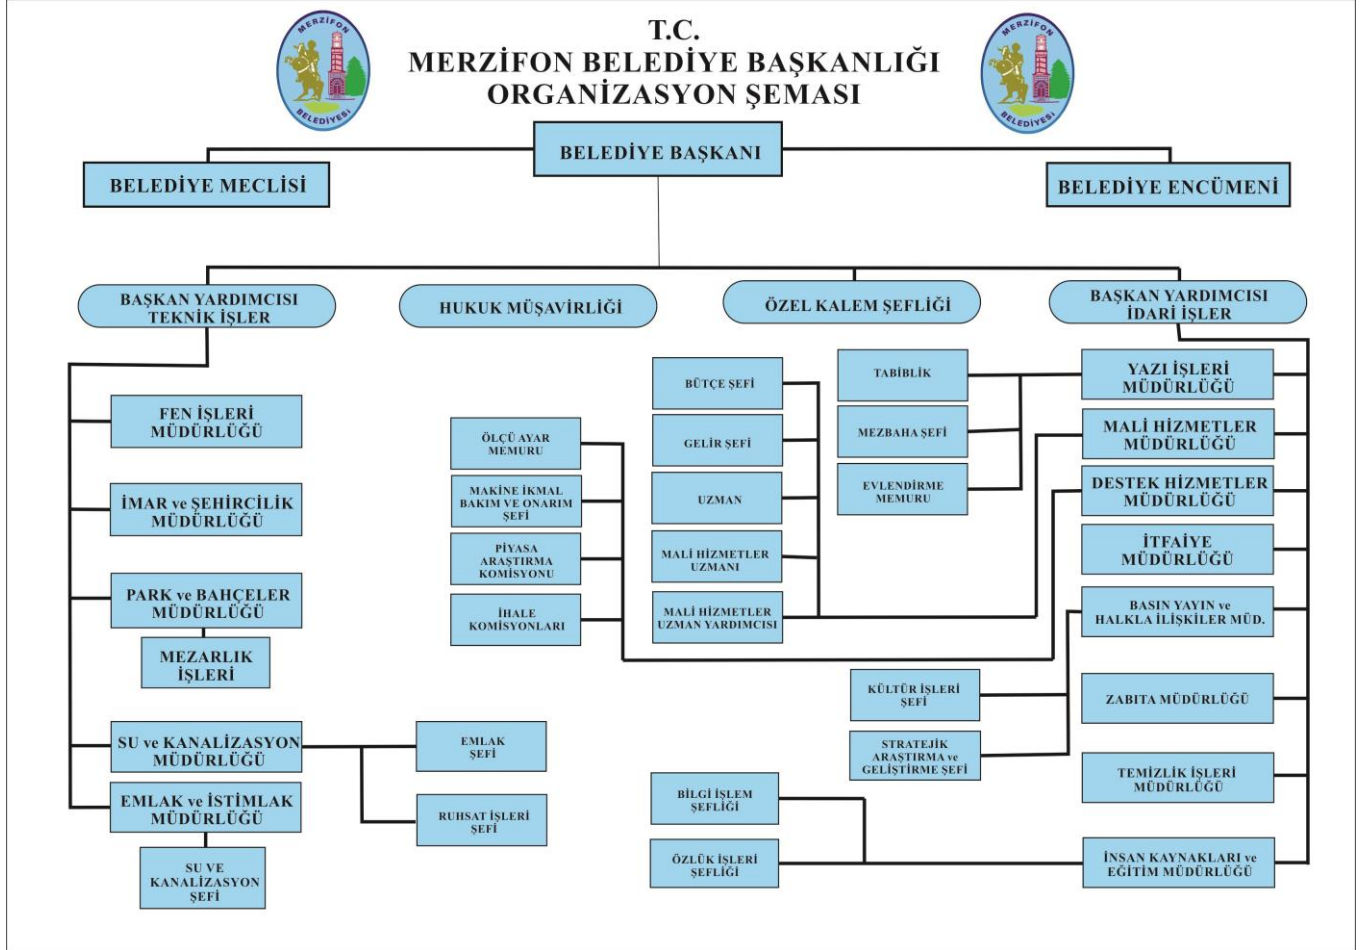 MERZİFON
BELEDİYESİ
T.C.
MERZİFON BELEDİYE BAŞKANLIĞI
ORGANİZASYON ŞEMASI
MERZİFON
BELEDİYESİ
BELEDİYE BAŞKANI
BELEDİYE MECLİSİ
BELEDİYE ENCÜMENİ
BAŞKAN YARDIMCISI
TEKNİK İŞLER
HUKUK MÜŞAVİRLİĞİ
ÖZEL KALEM ŞEFLİĞİ
BAŞKAN YARDIMCISI
İDARİ İŞLER
FEN İŞLERİ
MÜDÜRLÜĞÜ
İMAR ve ŞEHİRCİLİK
MÜDÜRLÜĞÜ
PARK ve BAHÇELER
MÜDÜRLÜĞÜ
MEZARLIK
İŞLERİ
SU ve KANALİZASYON
MÜDÜRLÜĞÜ
EMLAK ve İSTİMLAK
MÜDÜRLÜĞÜ
SU VE
KANALİZASYON
ŞEFİ
EMLAK
ŞEFİ
RUHSAT İŞLERİ
ŞEFİ
ÖLÇÜ AYAR
MEMURU
MAKİNE İKMAL
BAKIM VE ONARIM
ŞEFİ
PİYASA
ARAŞTIRMA
KOMİSYONU
İHALE
KOMİSYONLARI
BÜTÇE ŞEFİ
GELİR ŞEFİ
UZMAN
MALİ HİZMETLER
UZMANI
MALİ HİZMETLER
UZMAN YARDIMCISI
TABİBLİK
MEZBAHA ŞEFİ
EVLENDİRME
MEMURU
YAZI İŞLERİ
MÜDÜRLÜĞÜ
MALİ HİZMETLER
MÜDÜRLÜĞÜ
DESTEK HİZMETLER
MÜDÜRLÜĞÜ
İTFAİYE
MÜDÜRLÜĞÜ
BASIN YAYIN ve
HALKLA İLİŞKİLER MÜD.
KÜLTÜR İŞLERİ
ŞEFİ
STRATEJİK
ARAŞTIRMA ve
GELİŞTİRME ŞEFİ
ZABITA MÜDÜRLÜĞÜ
TEMİZLİK İŞLERİ
MÜDÜRLÜĞÜ
BİLGİ İŞLEM
ŞEFLİĞİ
ÖZLÜK İŞLERİ
ŞEFLİĞİ
İNSAN KAYNAKLARI ve
EĞİTİM MÜDÜRLÜĞÜ